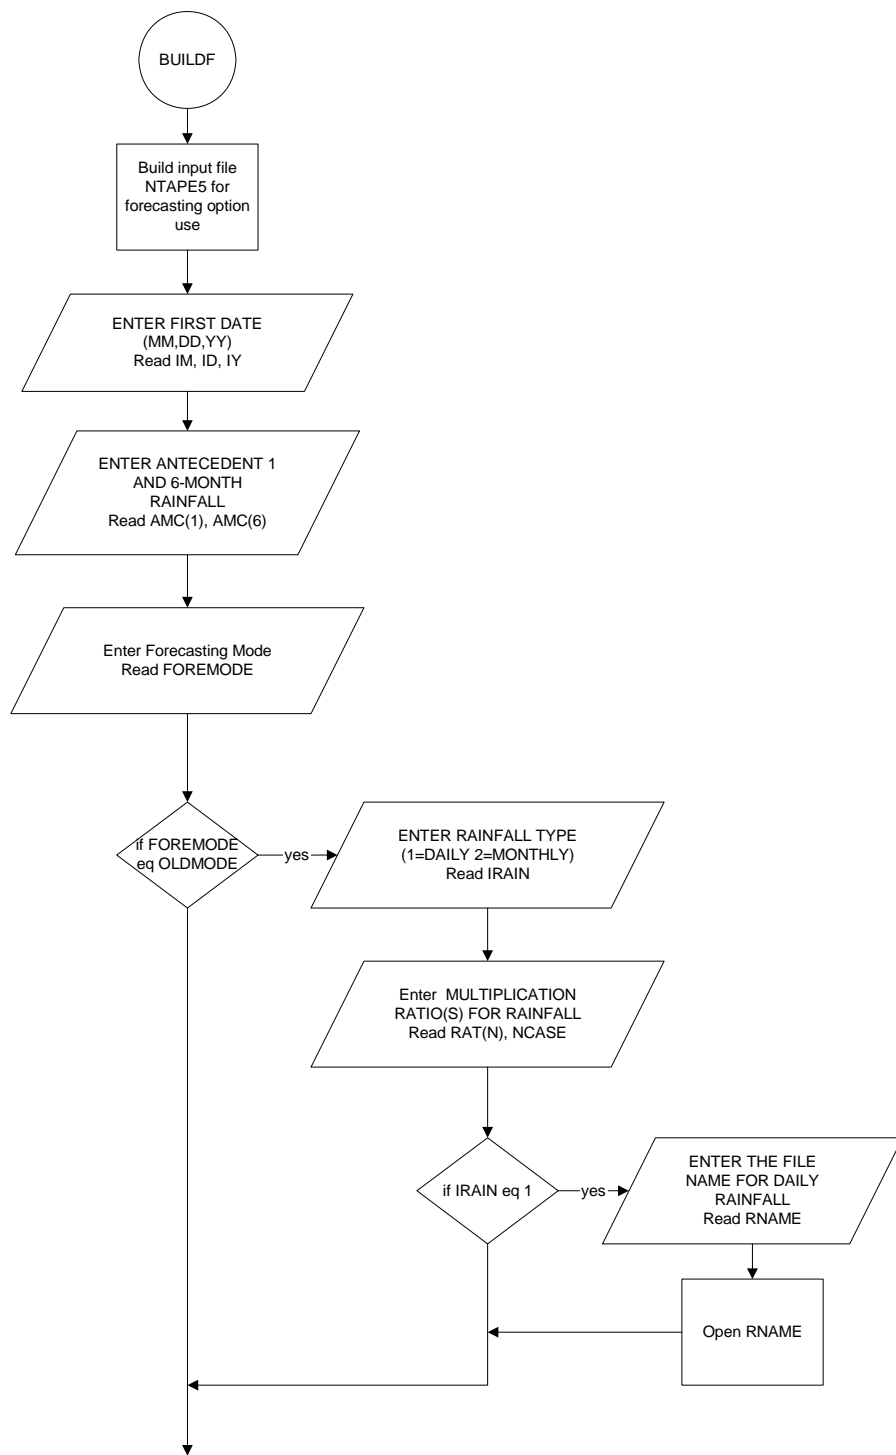 BUILDF
Build input file
NTAPE5 for
forecasting option
use
ENTER FIRST DATE
(MM,DD,YY)
Read IM, ID, IY
ENTER ANTECEDENT 1
AND 6-MONTH
RAINFALL
Read AMC(1), AMC(6)
Enter Forecasting Mode
Read FOREMODE
if FOREMODE
eq OLDMODE
yes
ENTER RAINFALL TYPE
(1=DAILY 2=MONTHLY)
Read IRAIN
Enter  MULTIPLICATION
RATIO(S) FOR RAINFALL
Read RAT(N), NCASE
if IRAIN eq 1
yes
ENTER THE FILE
NAME FOR DAILY
RAINFALL
Read RNAME
Open RNAME